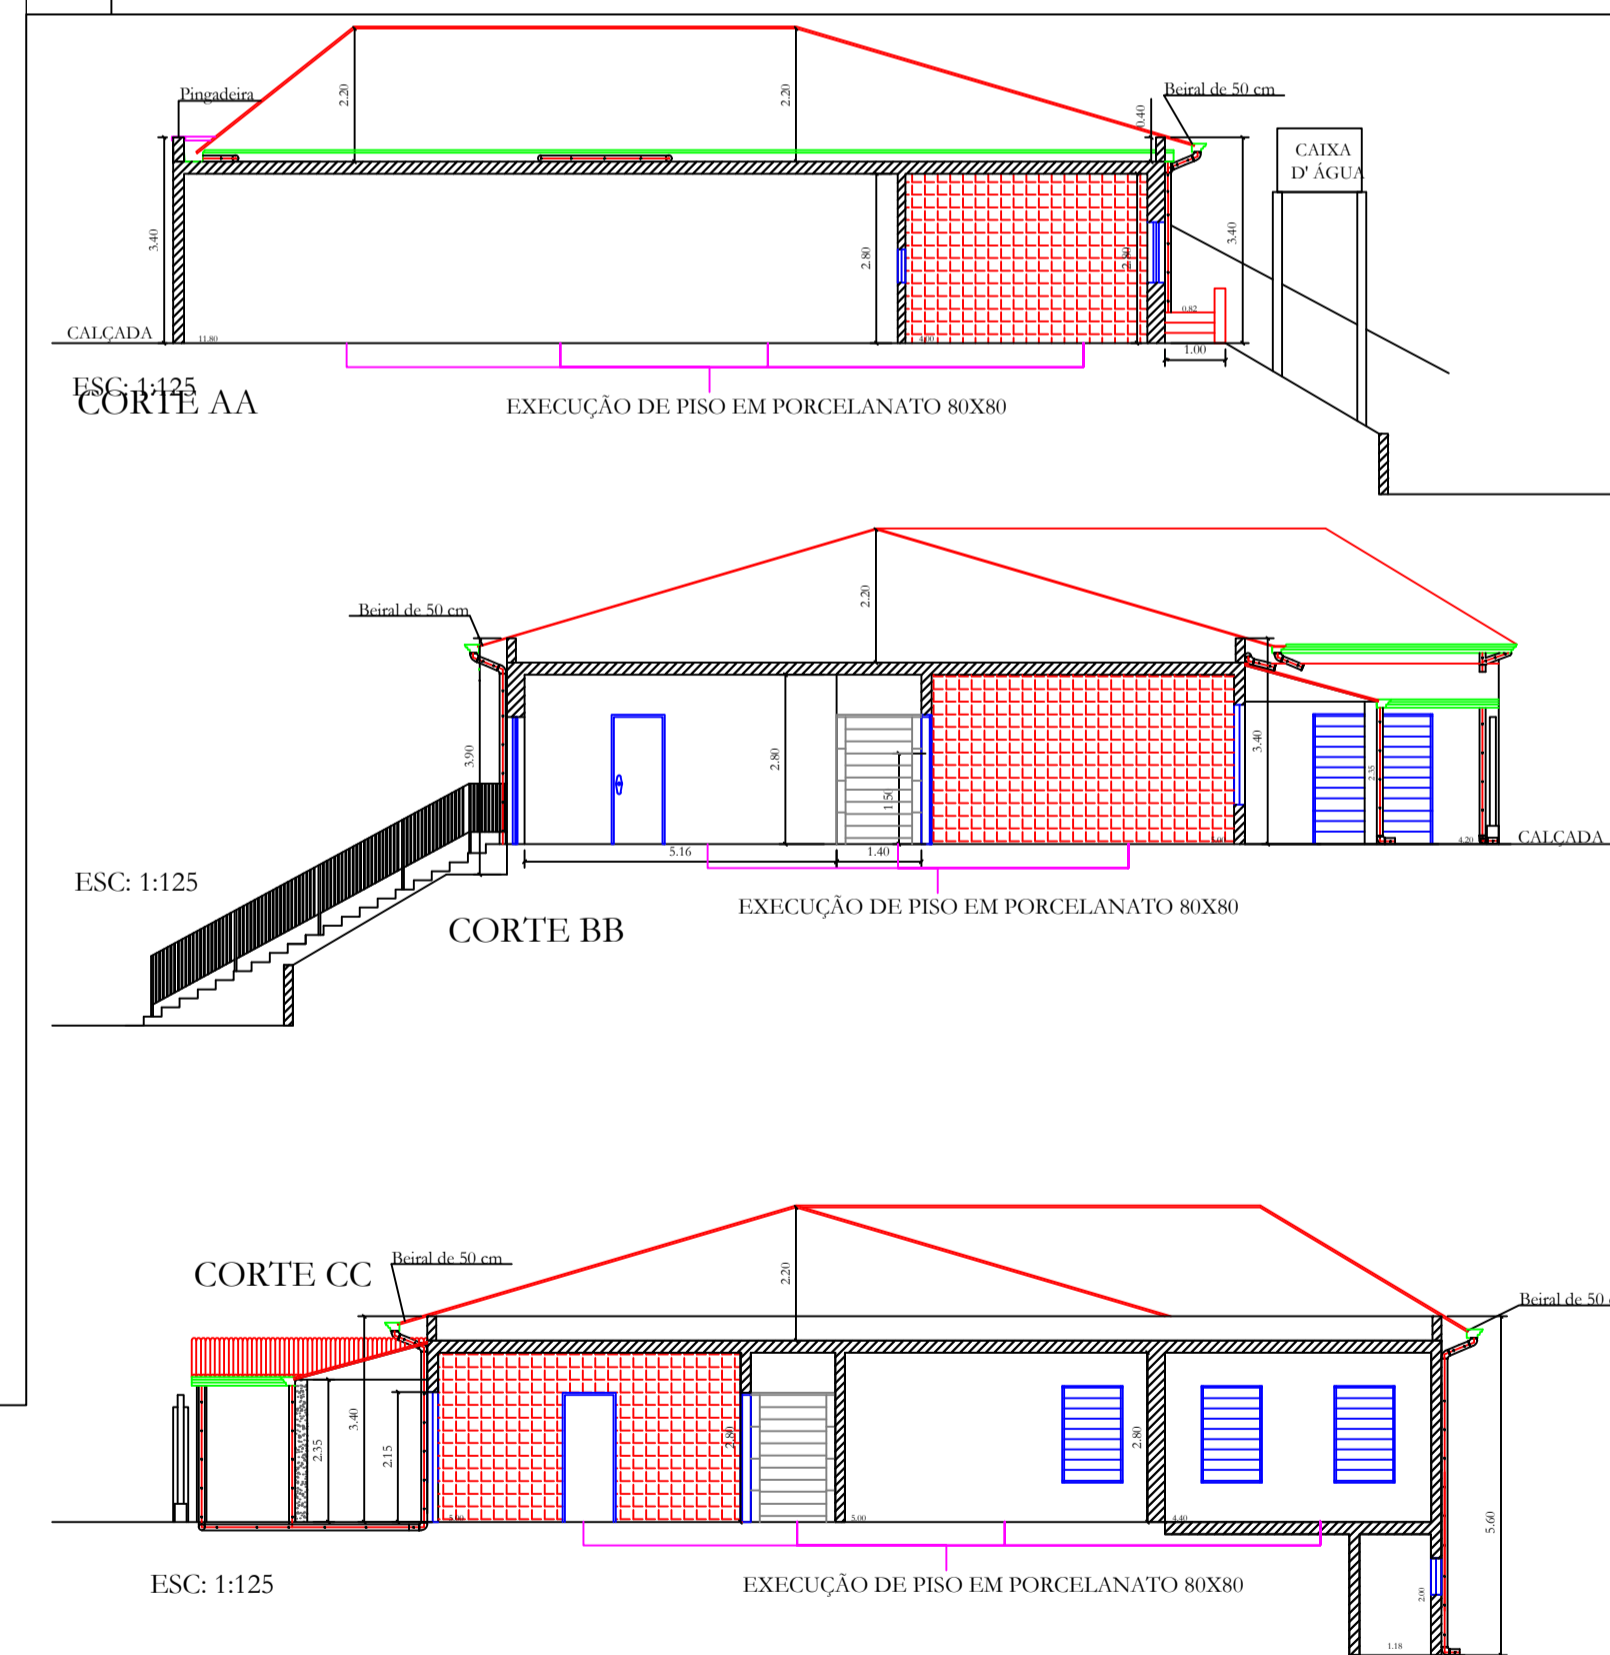 2.20
2.20
Pingadeira
Beiral de 50 cm
0.40
CAIXA
D' ÁGUA
3.40
2.80
2.80
3.40
0.82
CALÇADA
11.80
4.00
1.00
ESC: 1:125
CORTE AA
EXECUÇÃO DE PISO EM PORCELANATO 80X80
2.20
Beiral de 50 cm
3.90
2.80
1.50
3.40
2.35
4.20
CALÇADA
5.16
1.40
ESC: 1:125
CORTE BB
EXECUÇÃO DE PISO EM PORCELANATO 80X80
CORTE CC
Beiral de 50 cm
2.20
Beiral de 50
3.40
2.35
2.15
2.80
2.80
5.00
5.00
4.40
5.60
ESC: 1:125
EXECUÇÃO DE PISO EM PORCELANATO 80X80
2.00
1.18